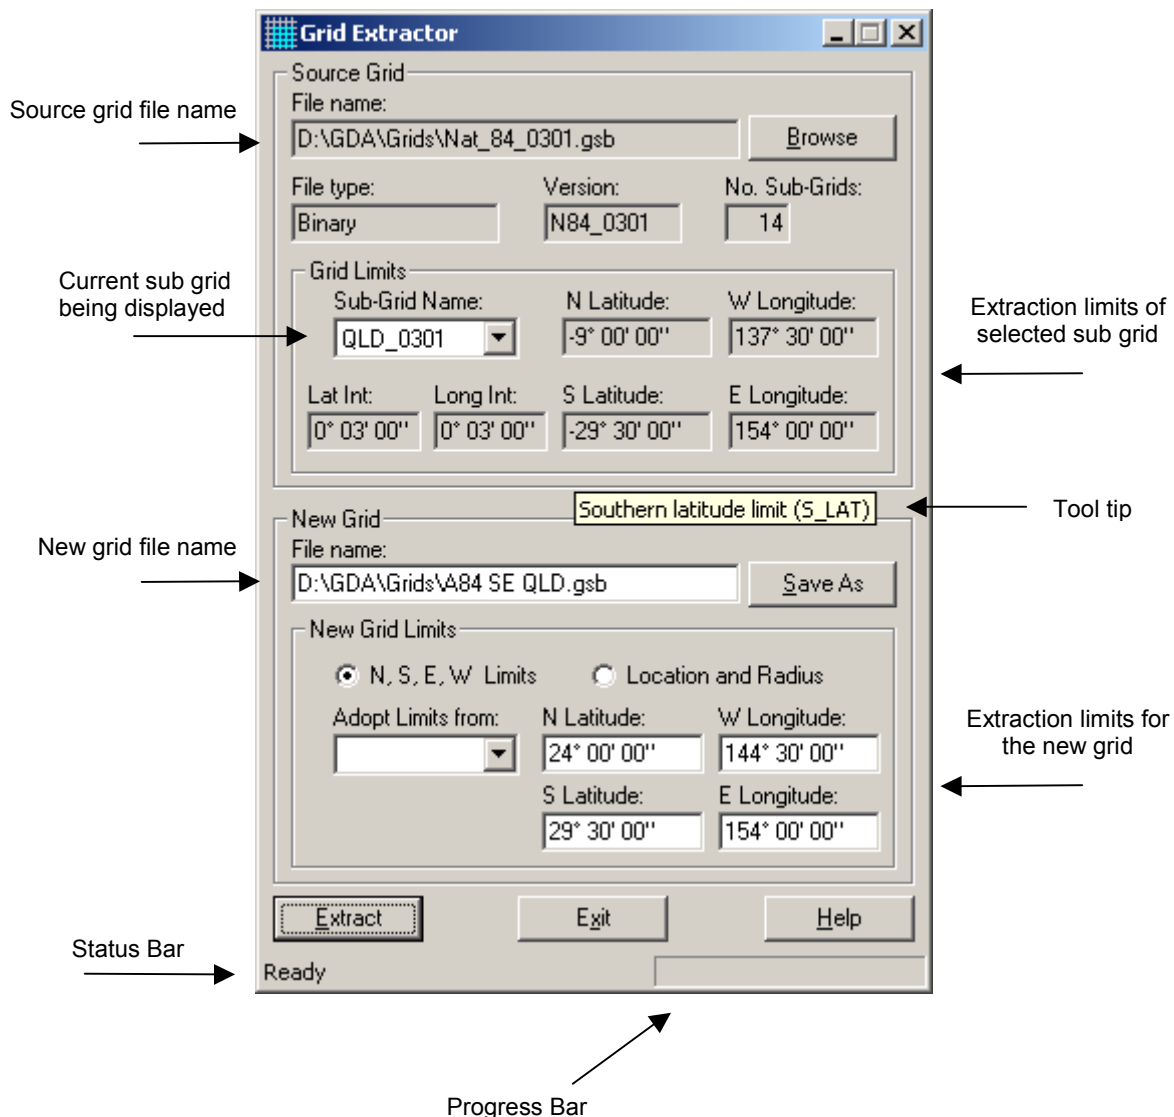 Grid Extractor
Source Grid
Source grid file name
File name:
D:\GDA\Grids\Nat_84_0301.gsb
Browse
File type:
Version:
No. Sub-Grids:
Binary
N84_0301
14
Current sub grid
being displayed
Grid Limits
Sub-Grid Name:
N Latitude:
W Longitude:
QLD_0301
-9° 00' 00"
137° 30' 00"
Extraction limits of
selected sub grid
Lat Int:
Long Int:
S Latitude:
E Longitude:
0° 03' 00"
0° 03' 00"
-29° 30' 00"
154° 00' 00"
Southern latitude limit (S_LAT)
Tool tip
New Grid
New grid file name
File name:
D:\GDA\Grids\A84 SE QLD.gsb
Save As
New Grid Limits
N, S, E, W Limits
Location and Radius
Adopt Limits from:
N Latitude:
W Longitude:
24° 00' 00"
144° 30' 00"
Extraction limits for
the new grid
S Latitude:
E Longitude:
29° 30' 00"
154° 00' 00"
Extract
Exit
Help
Status Bar
Ready
Progress Bar